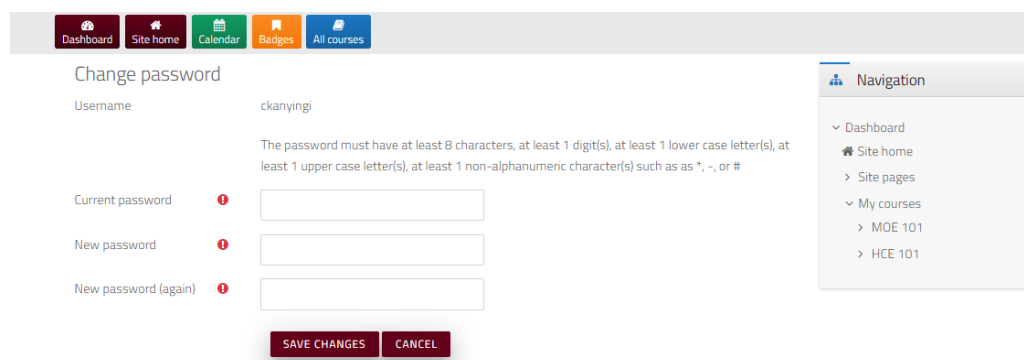 Dashboard Site home Calendar Badges All courses
Change password
Username ckanyingi
The password must have at least 8 characters, at least 1 digit(s), at least 1 lower case letter(s), at
least 1 upper case letter(s), at least 1 non-alphanumeric character(s) such as as *, -, or #
Current password
New password
New password (again)
SAVE CHANGES CANCEL
Navigation
Dashboard
Site home
Site pages
My courses
MOE 101
HCE 101